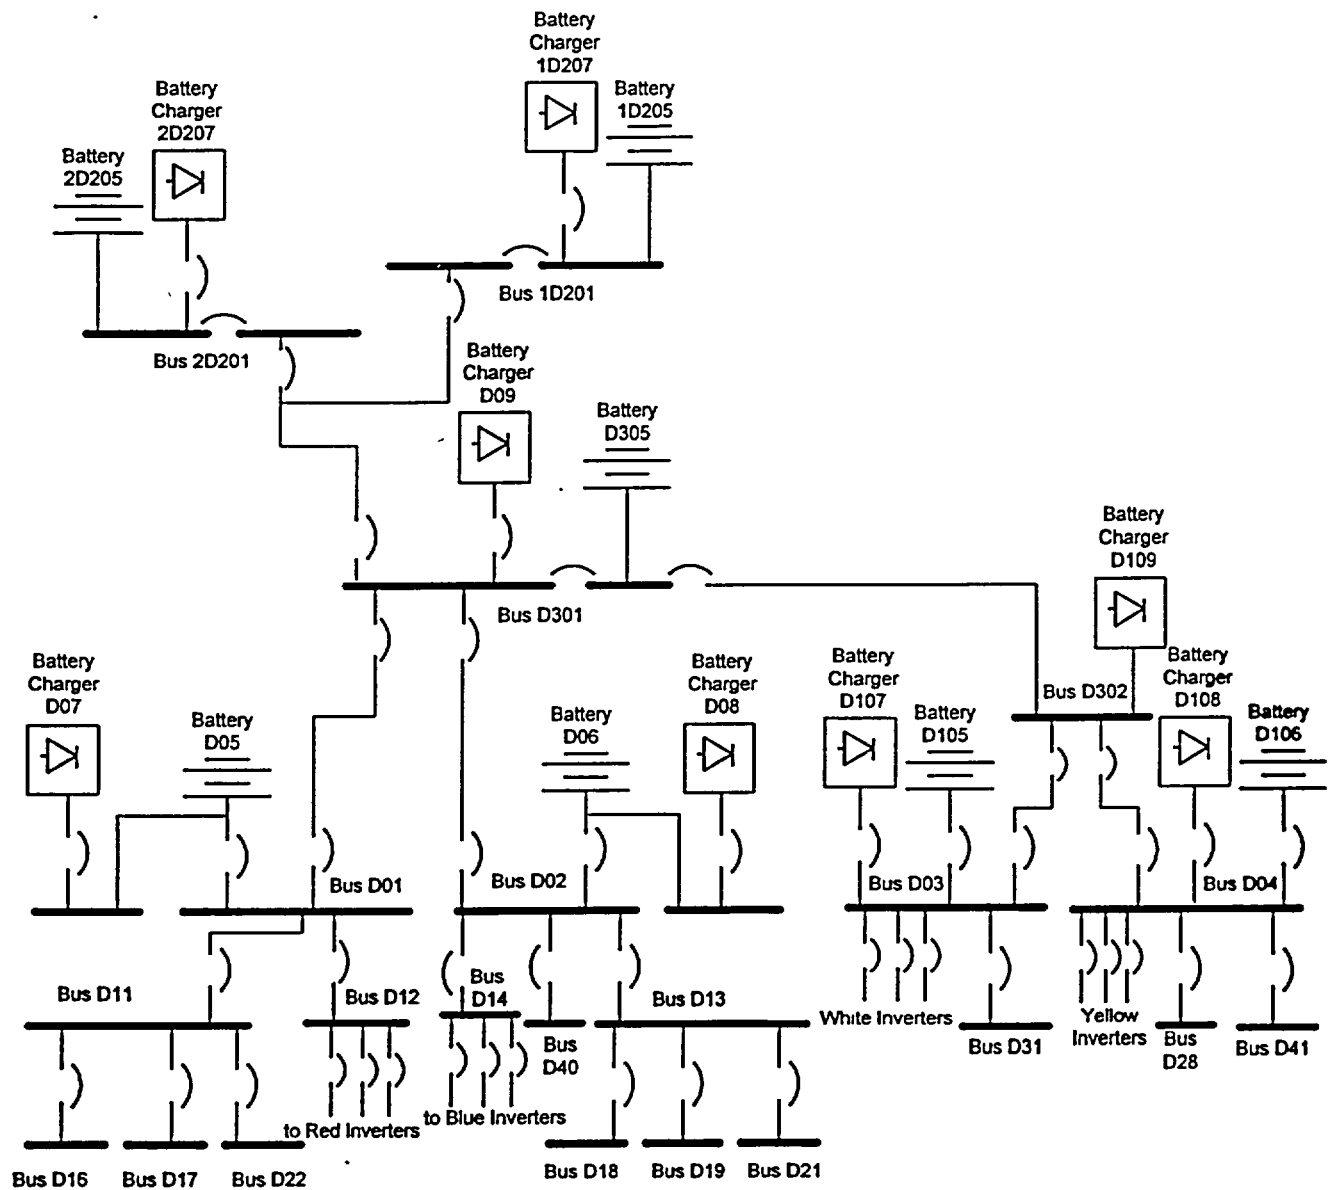 Battery
Charger
1D207
Battery
1D205
Battery
Charger
2D207
Battery
2D205
Bus 1D201
Bus 2D201
Battery
Charger
D09
Battery
D305
Bus D301
Battery
Charger
D109
Bus D302
Battery
Charger
D07
Battery
D05
Battery
D06
Battery
Charger
D08
Battery
Charger
D107
Battery
D105
Battery
Charger
D108
Battery
D106
Bus D01
Bus D02
Bus D03
Bus D04
Bus D11
Bus D12
Bus
D14
Bus
D40
Bus D13
White Inverters
Bus D31
Yellow
Inverters
Bus
D28
Bus D41
to Red Inverters
to Blue Inverters
Bus D16
Bus D17
Bus D22
Bus D18
Bus D19
Bus D21